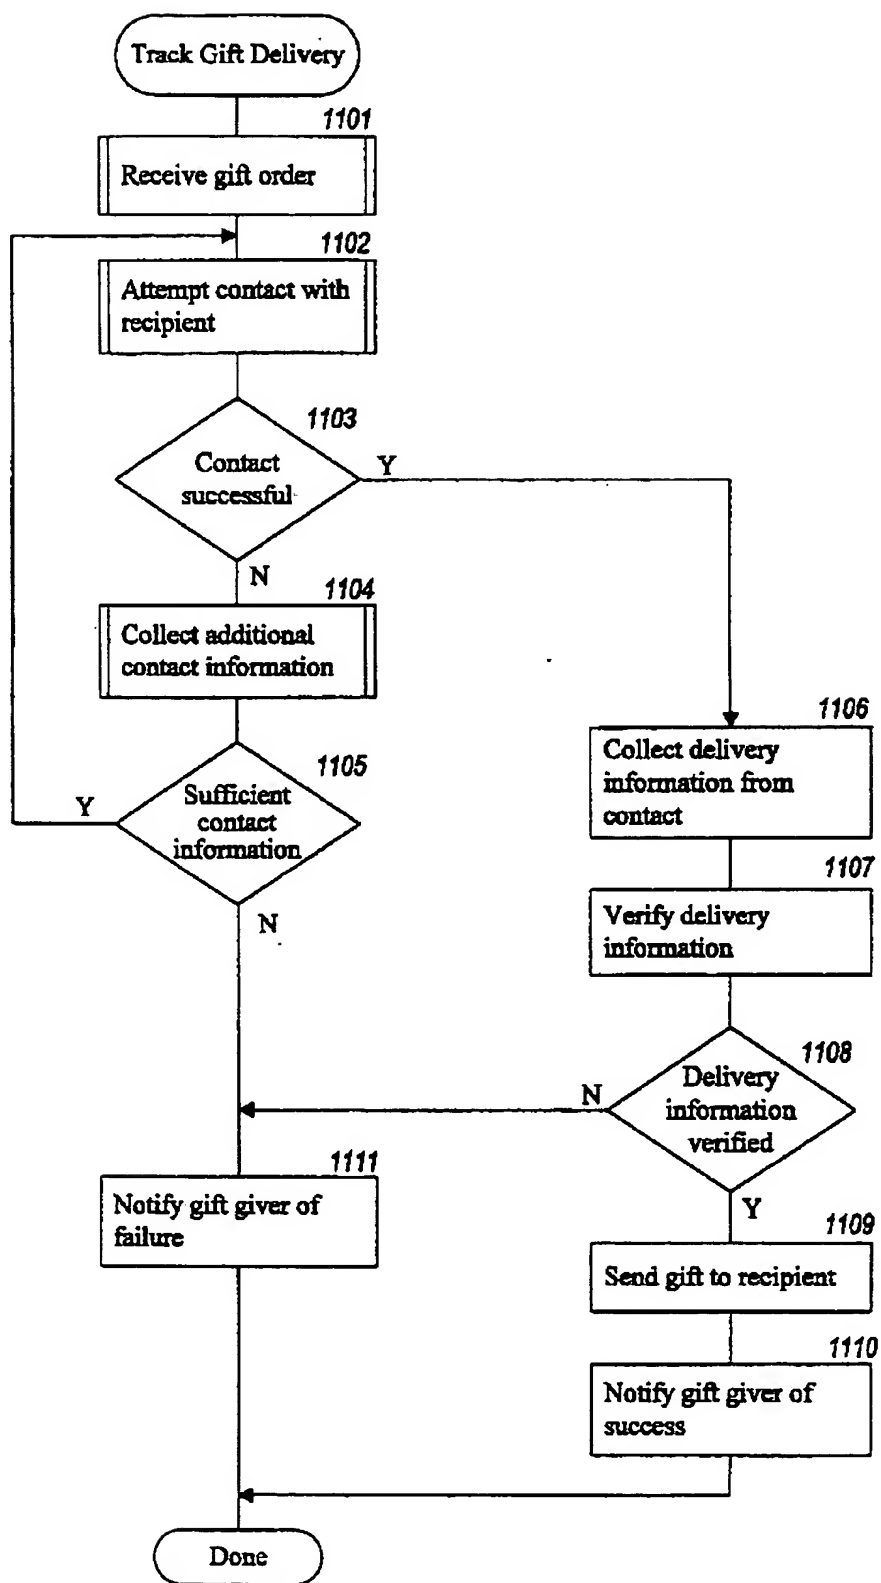 Track Gift Delivery
1101
Receive gift order
1102
Attempt contact with
recipient
1103
Contact
successful
Y
N
1104
Collect additional
contact information
1105
Sufficient
contact
information
Y
N
1106
Collect delivery
information from
contact
1107
Verify delivery
information
1108
Delivery
information
verified
N
Y
1109
Send gift to recipient
1110
Notify gift giver of
success
1111
Notify gift giver of
failure
Done